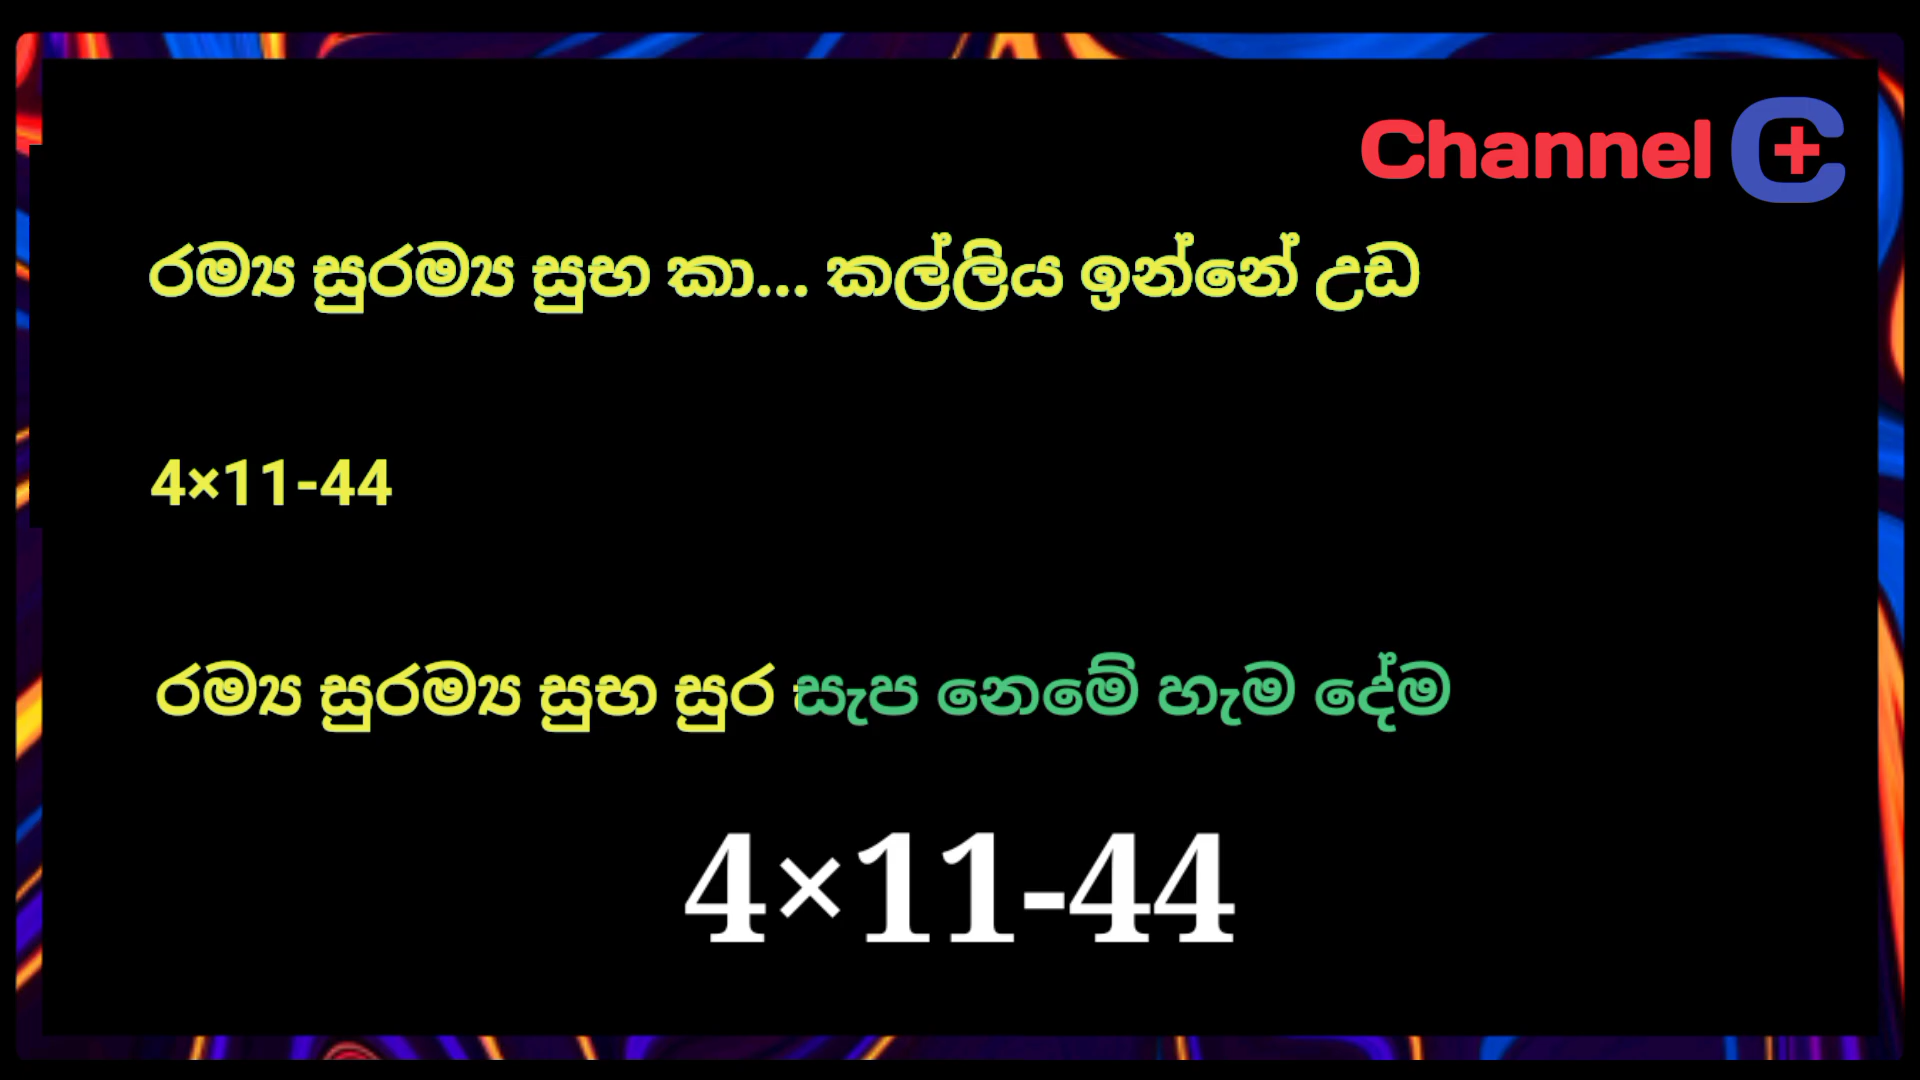 Channel C+
රම්‍ය සුරම්‍ය සුභ කා... කල්ලිය ඉන්නේ උඩ
4×11-44
රම්‍ය සුරම්‍ය සුභ සුර සැප නෙමේ හැම දේම
4×11-44